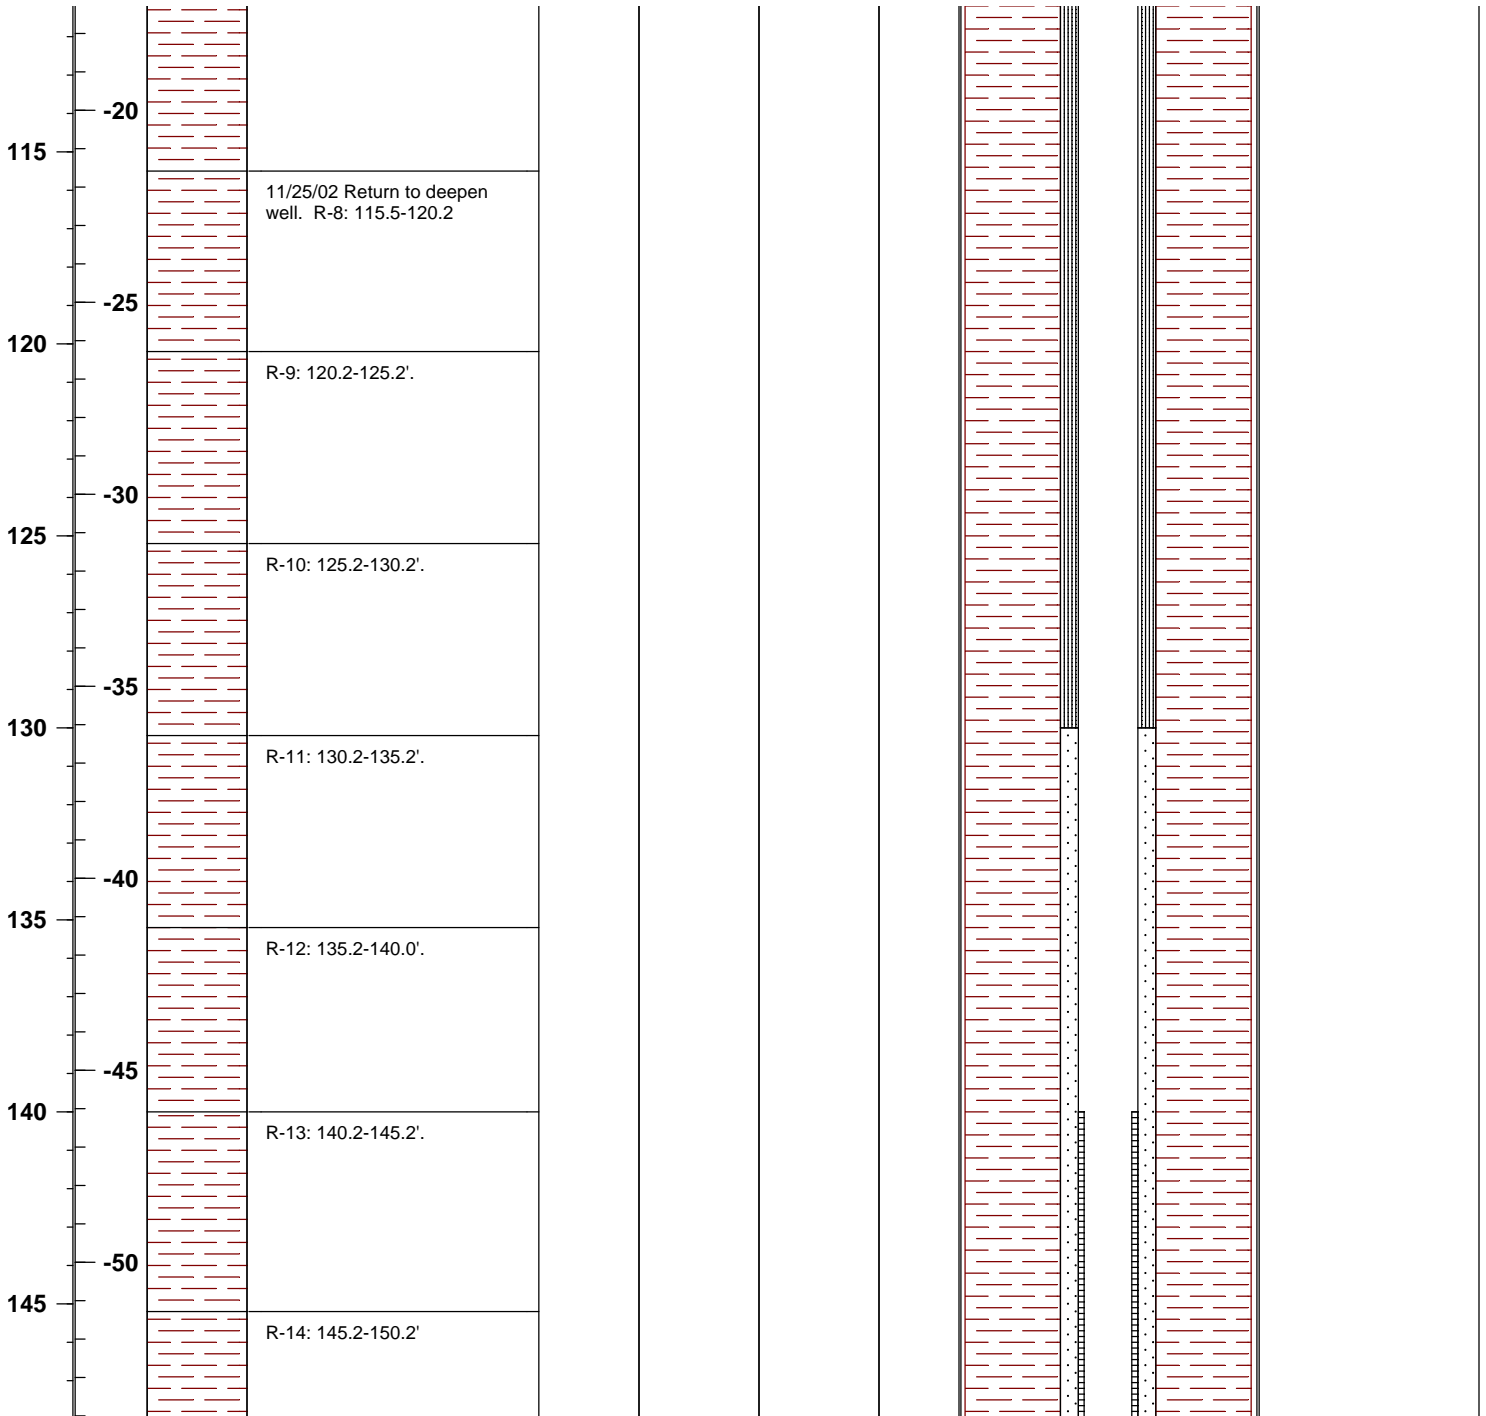 -20
115
11/25/02 Return to deepen
well.  R-8: 115.5-120.2
-25
120
R-9: 120.2-125.2'.
-30
125
R-10: 125.2-130.2'.
-35
130
R-11: 130.2-135.2'.
-40
135
R-12: 135.2-140.0'.
-45
140
R-13: 140.2-145.2'.
-50
145
R-14: 145.2-150.2'